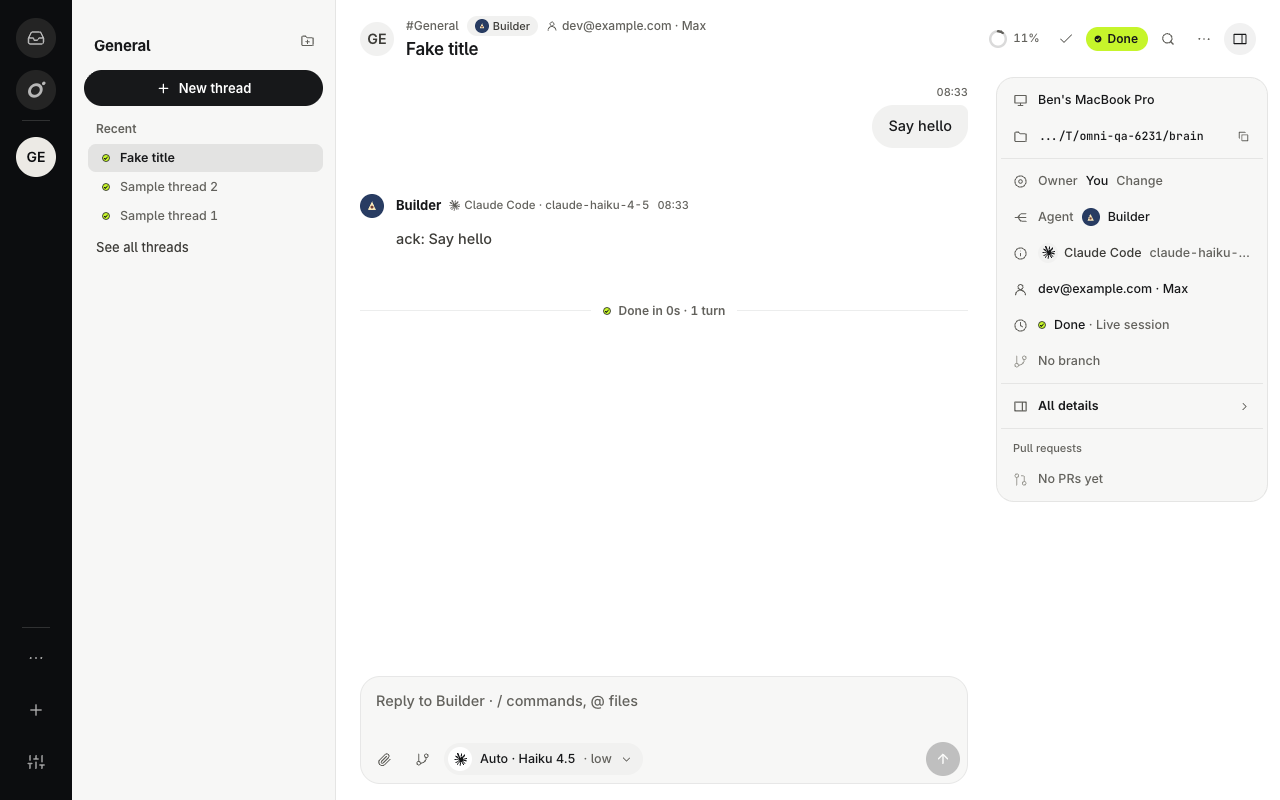 GE
General
New thread
Recent
Fake title
Sample thread 2
Sample thread 1
See all threads
GE
#General Builder dev@example.com · Max
Fake title
11%
Done
08:33
Say hello
Builder Claude Code · claude-haiku-4-5 08:33
ack: Say hello
Done in 0s · 1 turn
Reply to Builder · / commands, @ files
Auto · Haiku 4.5 · low
Ben's MacBook Pro
.../T/omni-qa-6231/brain
Owner You Change
Agent Builder
Claude Code claude-haiku-...
dev@example.com · Max
Done · Live session
No branch
All details
Pull requests
No PRs yet